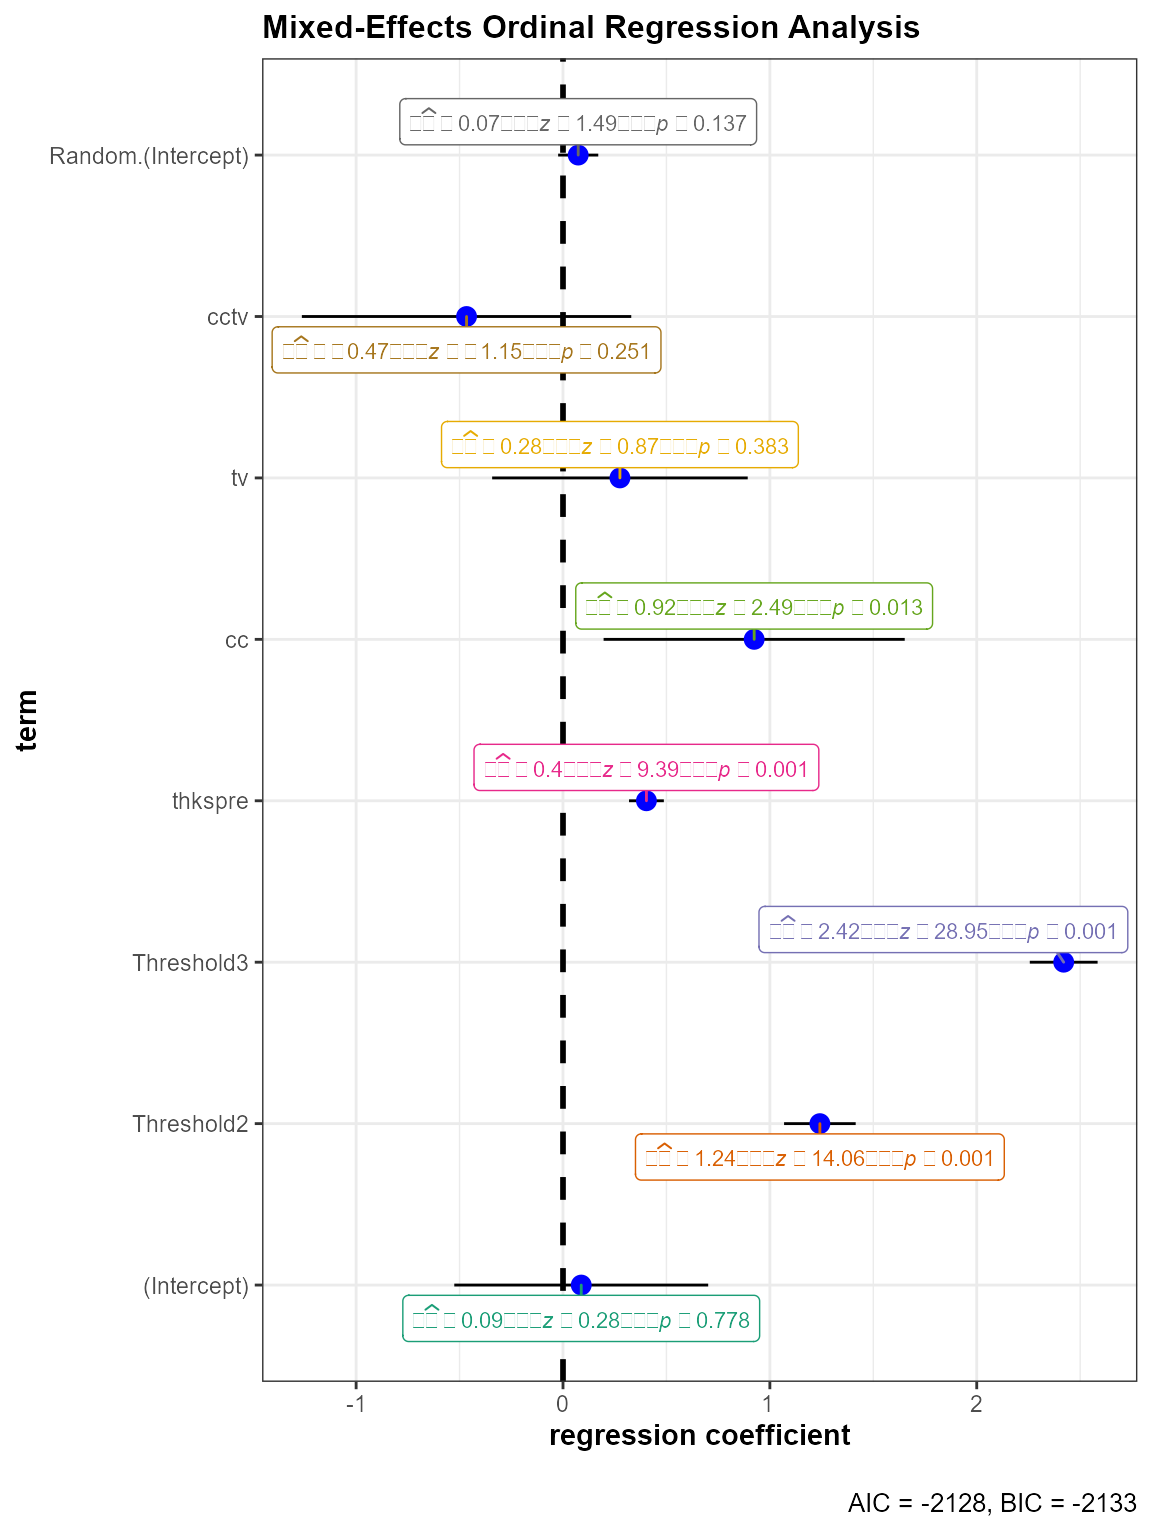 Mixed-Effects Ordinal Regression Analysis
Random.(Intercept)
□□ □ 0.07□□□z □ 1.49□□□p □ 0.137
cctv
□□ □ □ 0.47□□□z □ □ 1.15□□□p □ 0.251
tv
□□ □ 0.28□□□z □ 0.87□□□p □ 0.383
cc
□□ □ 0.92□□□z □ 2.49□□□p □ 0.013
thkspre
□□ □ 0.4□□□z □ 9.39□□□p □ 0.001
Threshold3
□□ □ 2.42□□□z □ 28.95□□□p □ 0.001
Threshold2
□□ □ 1.24□□□z □ 14.06□□□p □ 0.001
(Intercept)
□□ □ 0.09□□□z □ 0.28□□□p □ 0.778
term
-1 0 1 2
regression coefficient
AIC = -2128, BIC = -2133